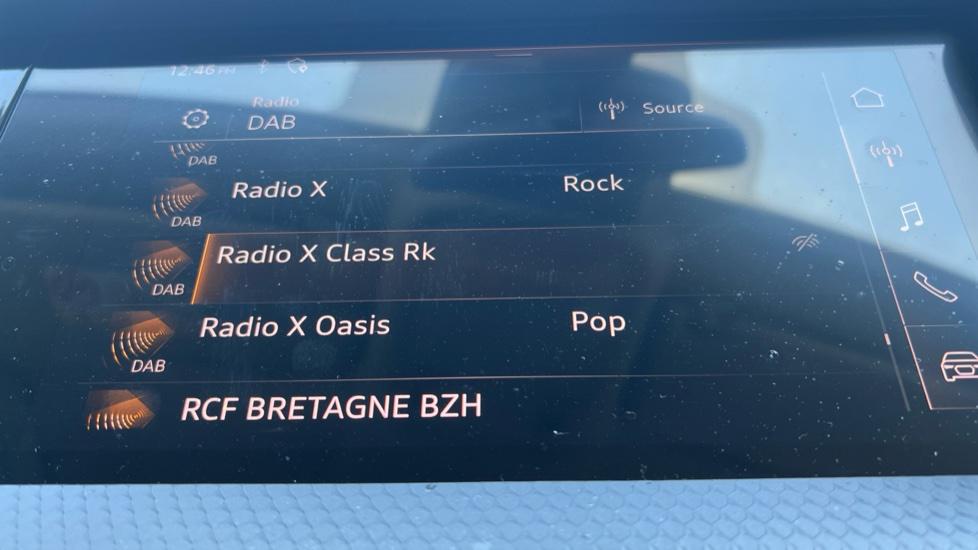 12:46 PM
Radio
DAB
Source
DAB
Radio X Rock
DAB
Radio X Class Rk
DAB
Radio X Oasis Pop
DAB
RCF BRETAGNE BZH